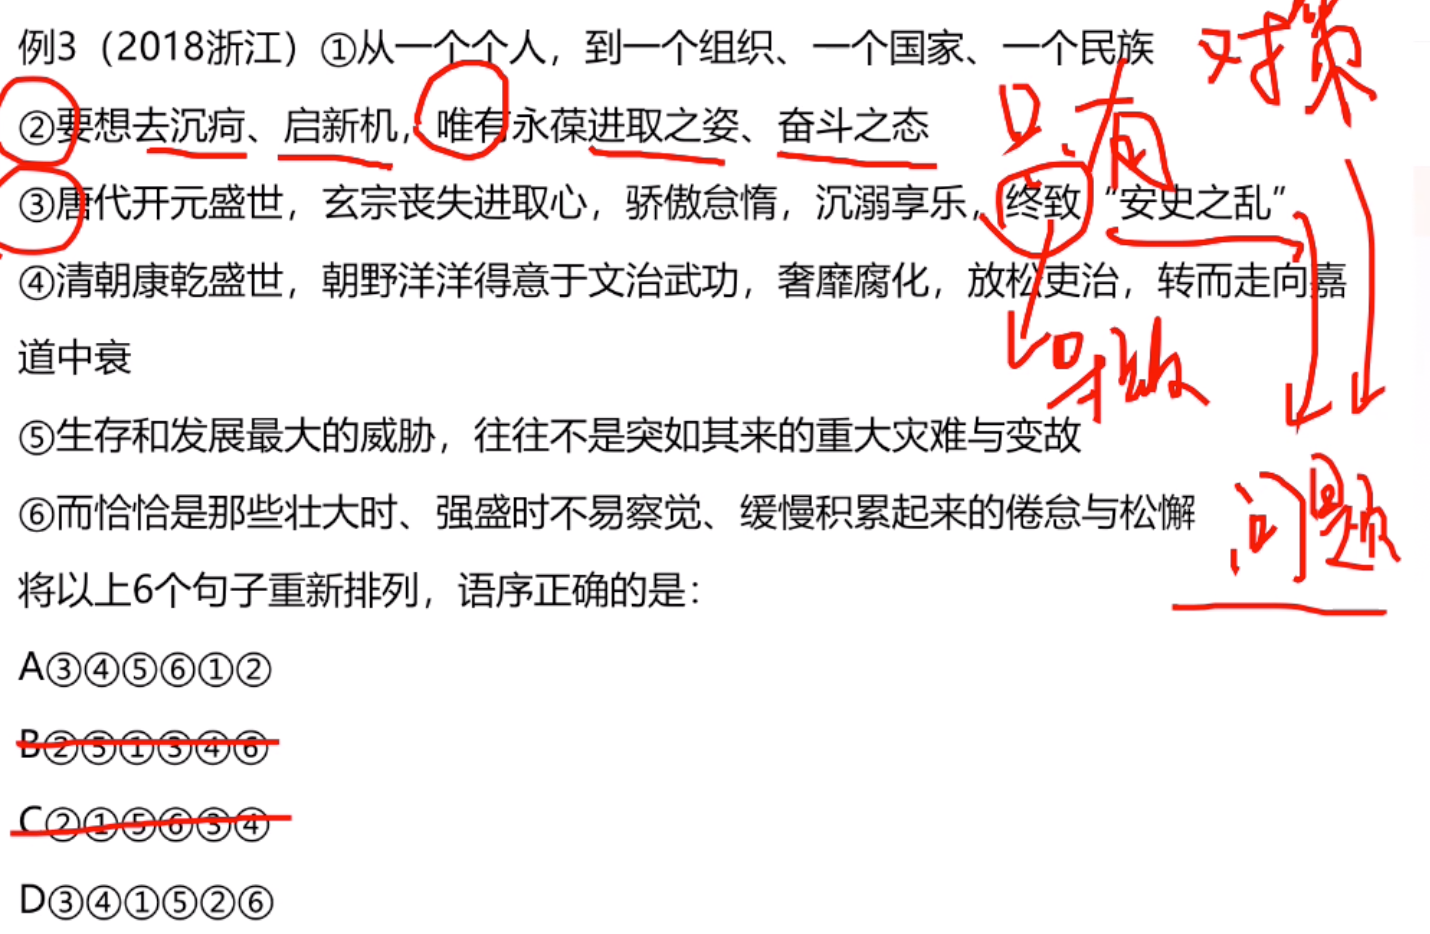 例3（2018浙江）①从一个个人，到一个组织、一个国家、一个民族
对策
②要想去沉疴、启新机，唯有永葆进取之姿、奋斗之态
只有
③唐代开元盛世，玄宗丧失进取心，骄傲怠惰，沉溺享乐，终致“安史之乱”
④清朝康乾盛世，朝野洋洋得意于文治武功，奢靡腐化，放松吏治，转而走向嘉
道中衰
导致
⑤生存和发展最大的威胁，往往不是突如其来的重大灾难与变故
⑥而恰恰是那些壮大时、强盛时不易察觉、缓慢积累起来的倦怠与松懈
问题
将以上6个句子重新排列，语序正确的是：
A③④⑤⑥①②
B②⑤①③④⑥
C②①⑤⑥③④
D③④①⑤②⑥